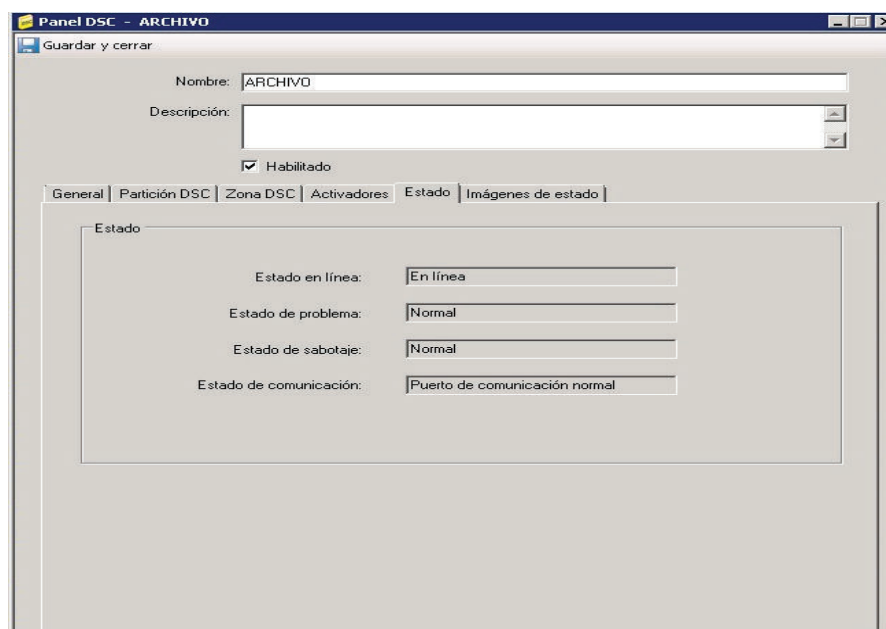 Panel DSC - ARCHIVO
Guardar y cerrar
Nombre: ARCHIVO
Descripción:
Habilitado
General Partición DSC Zona DSC Activadores Estado Imágenes de estado
Estado
Estado en línea: En línea
Estado de problema: Normal
Estado de sabotaje: Normal
Estado de comunicación: Puerto de comunicación normal